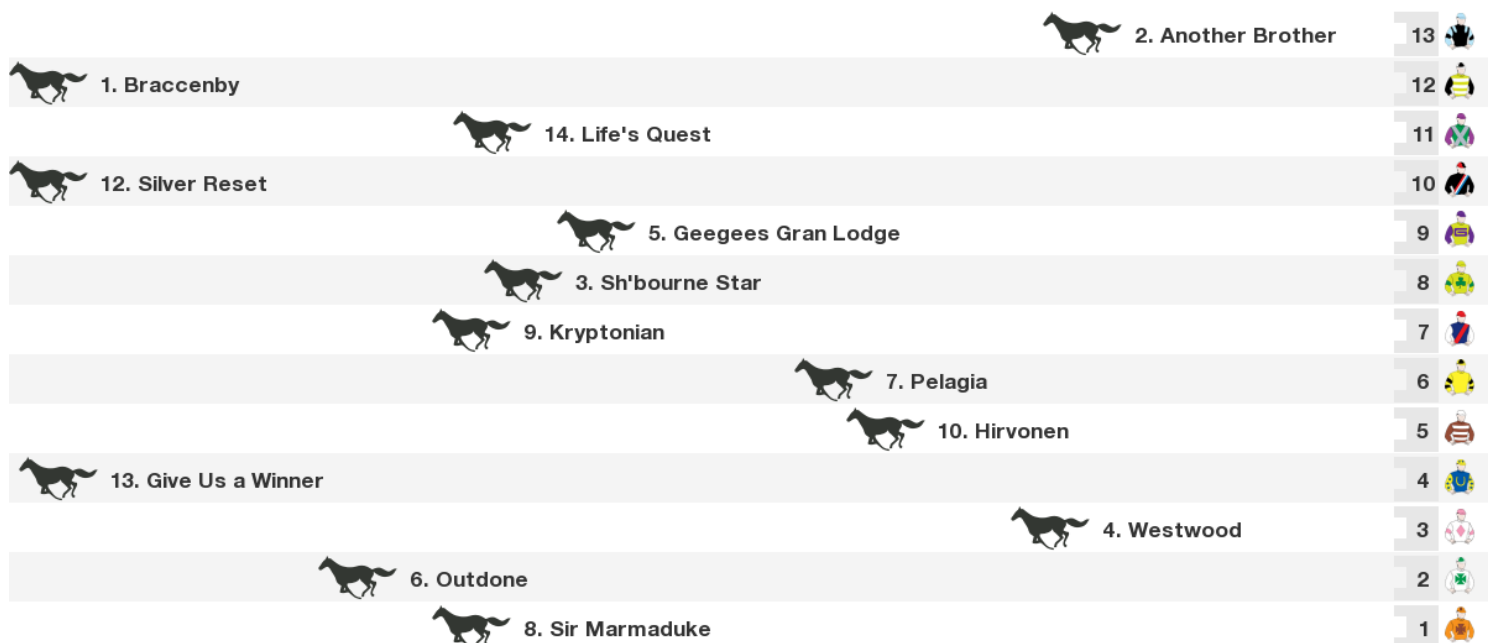 2. Another Brother 13
1. Braccenby 12
14. Life's Quest 11
12. Silver Reset 10
5. Geegees Gran Lodge 9
3. Sh'bourne Star 8
9. Kryptonian 7
7. Pelagia 6
10. Hirvonen 5
13. Give Us a Winner 4
4. Westwood 3
6. Outdone 2
8. Sir Marmaduke 1